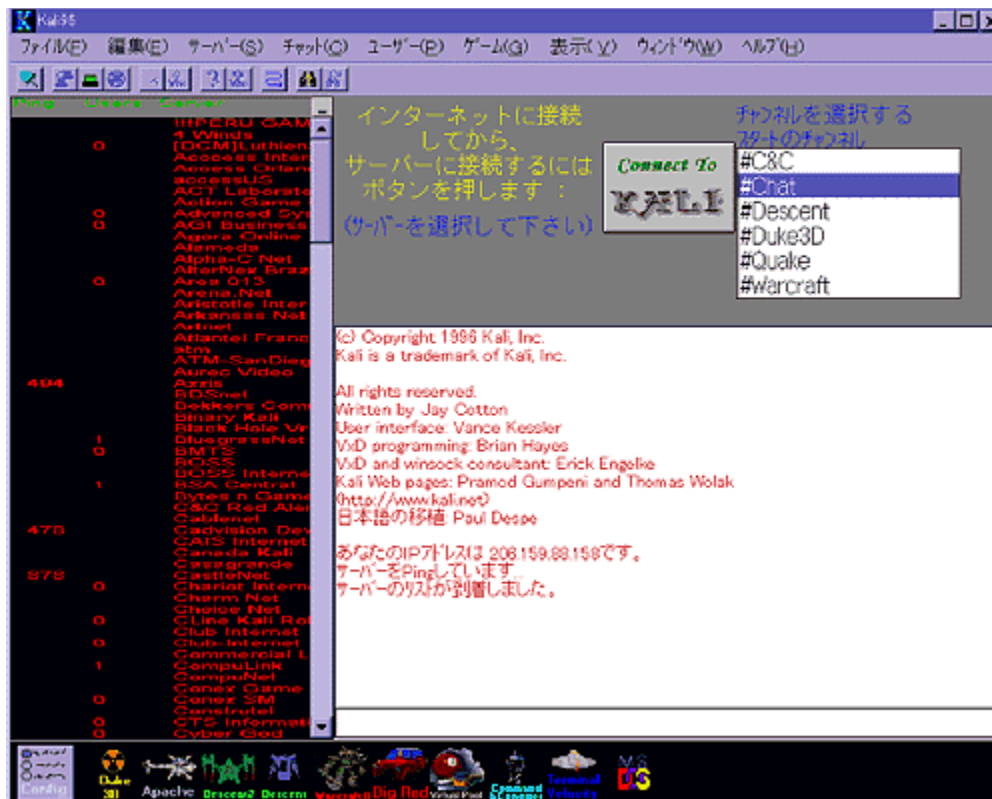 Kali95
ファイル(E) 編集(E) サーバー(S) チャット(C) ユーザー(P) ゲーム(G) 表示(V) ウィンドウ(W) ヘルプ(H)
Ping Users Server
4 Winds
0 [DCM]Luthien
accessUS
Action Game
0 Advanced Sys
0 AGI Business
Agora Online
Alameda
Alpha-C Net
AlterNex Braz
0 Area 013
Arena.Net
Aristotle Inter
Arkansas Net
Artnet
Atlantel Franc
atm
ATM-SanDieg
Aurec Video
494 Axxis
BDSnet
Dekkers Com
Binary Kali
Black Hole Vr
1 BluegrassNet
0 BMTS
BOSS
BOSS Interne
1 BSA Central
Bytes n Game
C&C Red Aler
Cablenet
478 Cadvision Dev
CAIS Internet
Canada Kali
Casagrande
878 CastleNet
0 Chariot Intern
Charm Net
Choice Net
0 CLine Kali Rol
0 Club Internet
0 Club-Internet
Commercial L
1 CompuLink
CompuNet
Conex Game
0 Conex SM
Construtel
0 CTS Informati
0 Cyber God
インターネットに接続
してから、
サーバーに接続するには
ボタンを押します :
(サーバーを選択して下さい)
Connect To
KALI
チャンネルを選択する
スタートのチャンネル
#C&C
#Chat
#Descent
#Duke3D
#Quake
#Warcraft
(c) Copyright 1996 Kali, Inc.
Kali is a trademark of Kali, Inc.
All rights reserved.
Written by Jay Cotton
User interface: Vance Kessler
VxD programming: Brian Hayes
VxD and winsock consultant: Erick Engelke
Kali Web pages: Pramod Gumpeni and Thomas Wolak
(http://www.kali.net)
日本語の移植: Paul Despe
あなたのIPアドレスは 206.159.88.158です。
サーバーをPingしています...
サーバーのリストが到着しました。
Config
Duke 3D
Apache
Descent2
Descent
Warcraft2
Big Red
Virtual Pool
Command & Conquer
Terminal Velocity
MS DOS